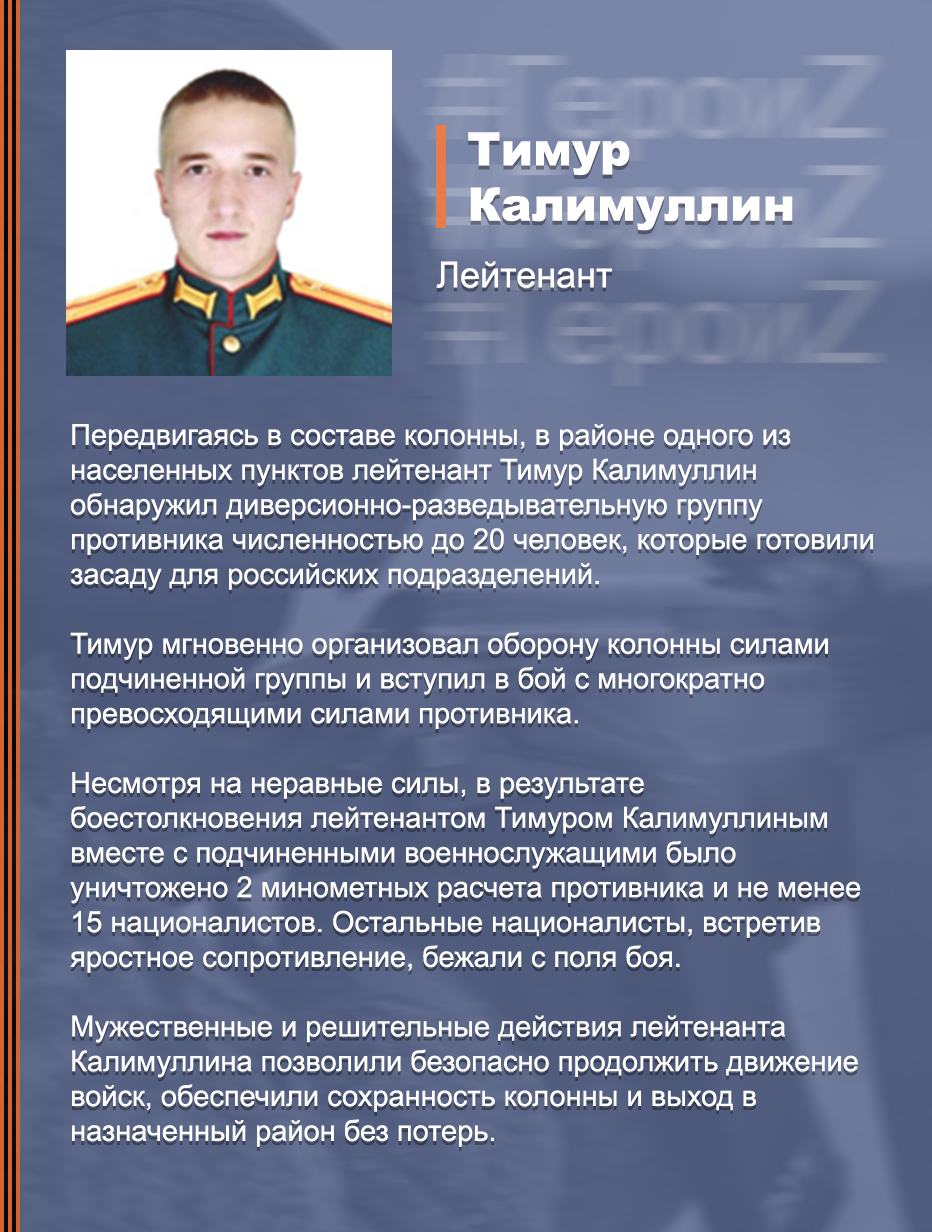 #ГероиZ
Тимур
#ГероиZ
Калимуллин
Лейтенант
#ГероиZ
Передвигаясь в составе колонны, в районе одного из
населенных пунктов лейтенант Тимур Калимуллин
обнаружил диверсионно-разведывательную группу
противника численностью до 20 человек, которые готовили
засаду для российских подразделений.
Тимур мгновенно организовал оборону колонны силами
подчиненной группы и вступил в бой с многократно
превосходящими силами противника.
Несмотря на неравные силы, в результате
боестолкновения лейтенантом Тимуром Калимуллиным
вместе с подчиненными военнослужащими было
уничтожено 2 минометных расчета противника и не менее
15 националистов. Остальные националисты, встретив
яростное сопротивление, бежали с поля боя.
Мужественные и решительные действия лейтенанта
Калимуллина позволили безопасно продолжить движение
войск, обеспечили сохранность колонны и выход в
назначенный район без потерь.